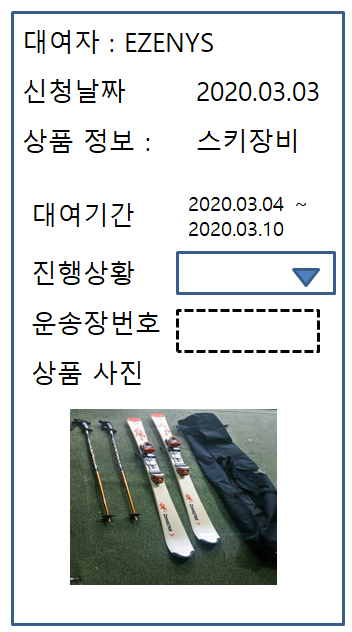 대여자 : EZENYS
신청날짜 2020.03.03
상품 정보 : 스키장비
대여기간 2020.03.04 ~
2020.03.10
진행상황
운송장번호
상품 사진